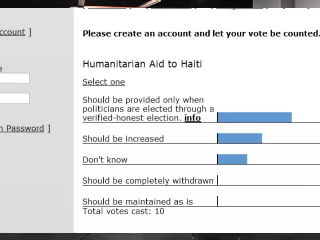 ccount ]
Please create an account and let your vote be counted.
Humanitarian Aid to Haiti
Select one
Should be provided only when
politicians are elected through a
verified-honest election. info
Should be increased
Don't know
Password ]
Should be completely withdrawn
Should be maintained as is
Total votes cast: 10